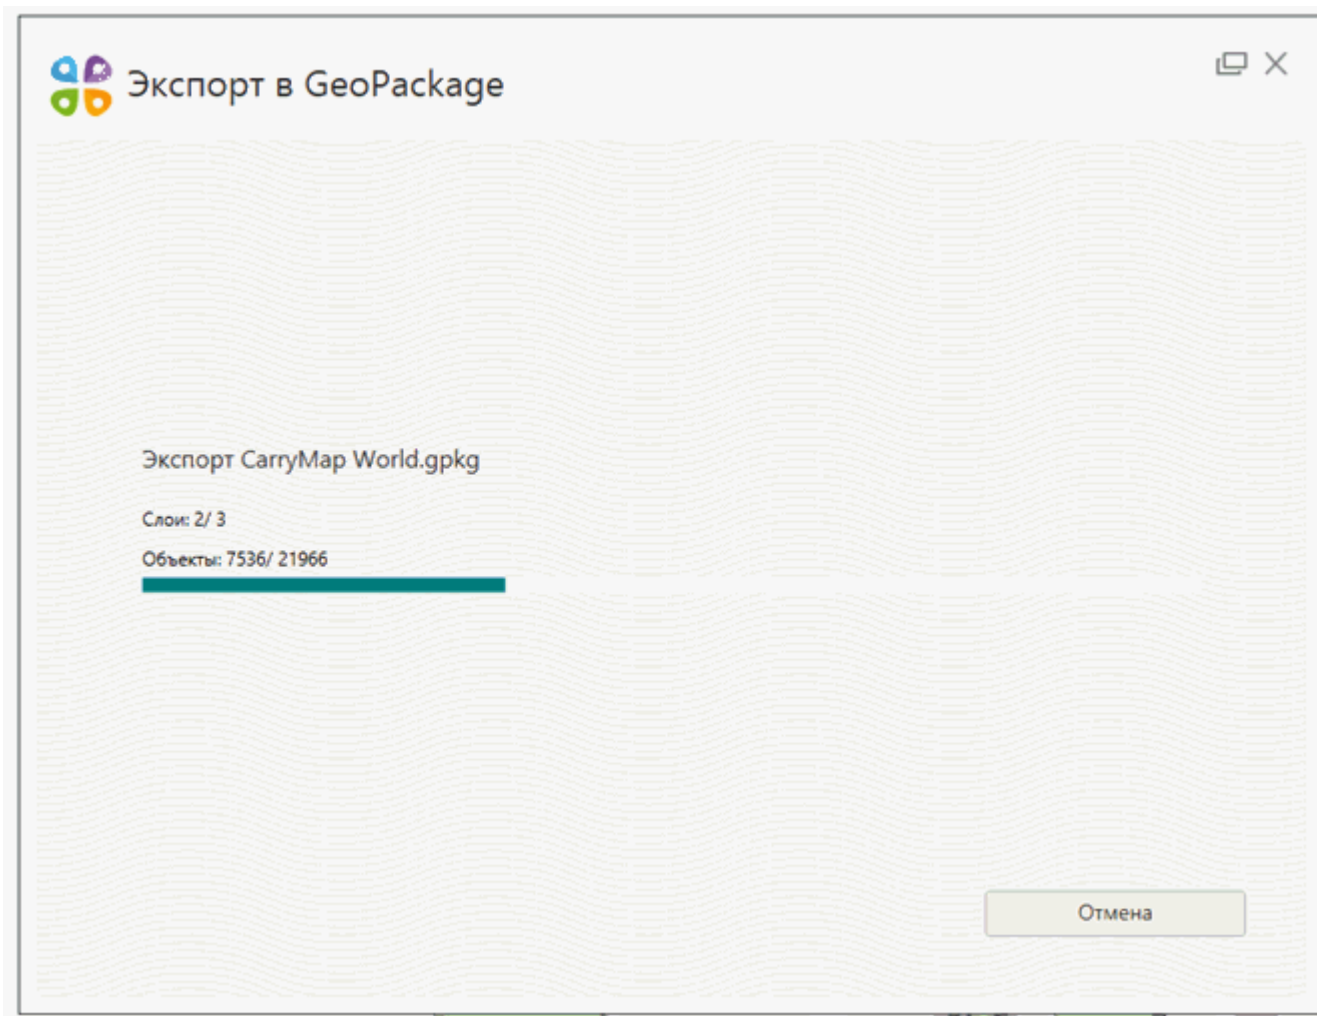 Экспорт в GeoPackage
Экспорт CarryMap World.gpkg
Слои: 2/ 3
Объекты: 7536/ 21966
Отмена